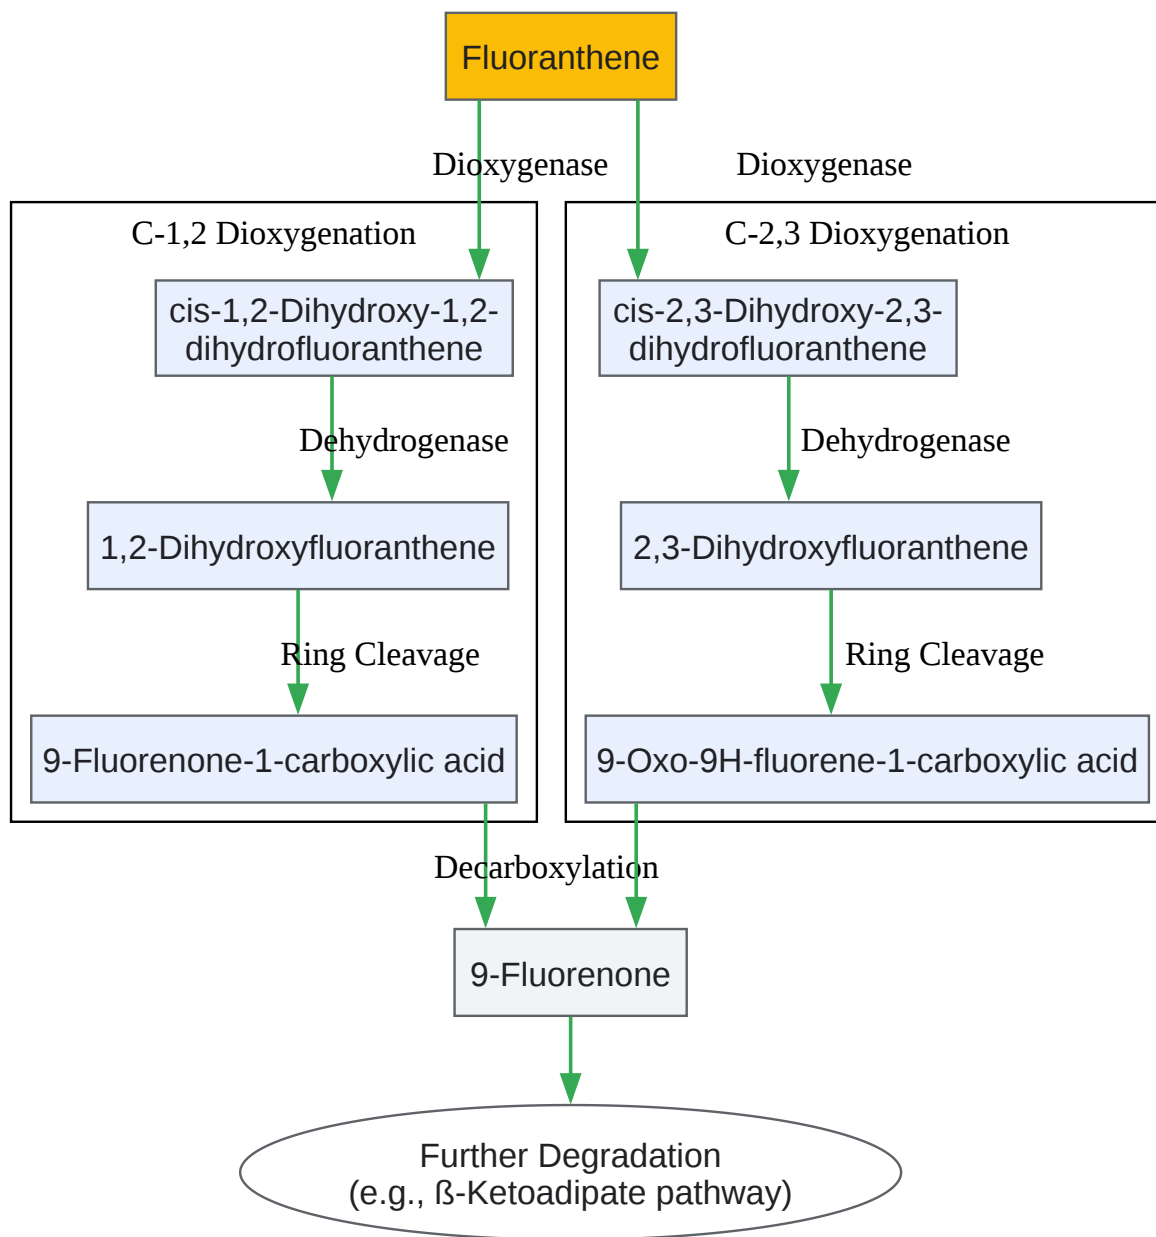 Fluoranthene
Dioxygenase
Dioxygenase
C-1,2 Dioxygenation
C-2,3 Dioxygenation
cis-1,2-Dihydroxy-1,2-
dihydrofluoranthene
cis-2,3-Dihydroxy-2,3-
dihydrofluoranthene
Dehydrogenase
Dehydrogenase
1,2-Dihydroxyfluoranthene
2,3-Dihydroxyfluoranthene
Ring Cleavage
Ring Cleavage
9-Fluorenone-1-carboxylic acid
9-Oxo-9H-fluorene-1-carboxylic acid
Decarboxylation
9-Fluorenone
Further Degradation
(e.g., ß-Ketoadipate pathway)